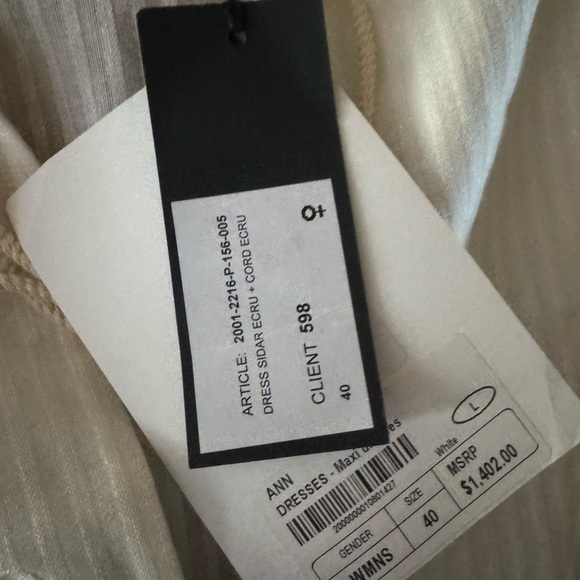 ARTICLE: 2001-2216-P-156-005
DRESS SIDAR ECRU + CORD ECRU
CLIENT 598
40
ANN
DRESSES - Maxi
2000000010801427
White
L
GENDER
WMNS
SIZE
40
MSRP
$1,402.00